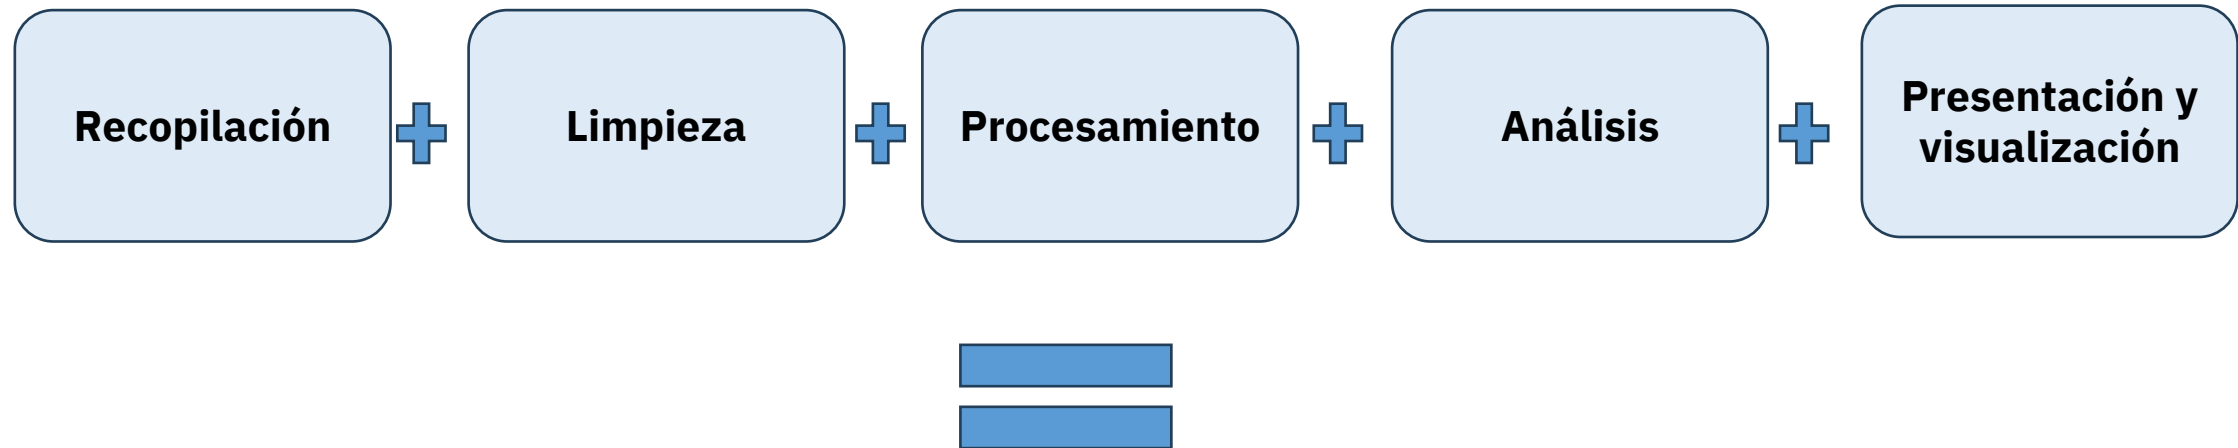 Recopilación
Limpieza
Procesamiento
Análisis
Presentación y
visualización